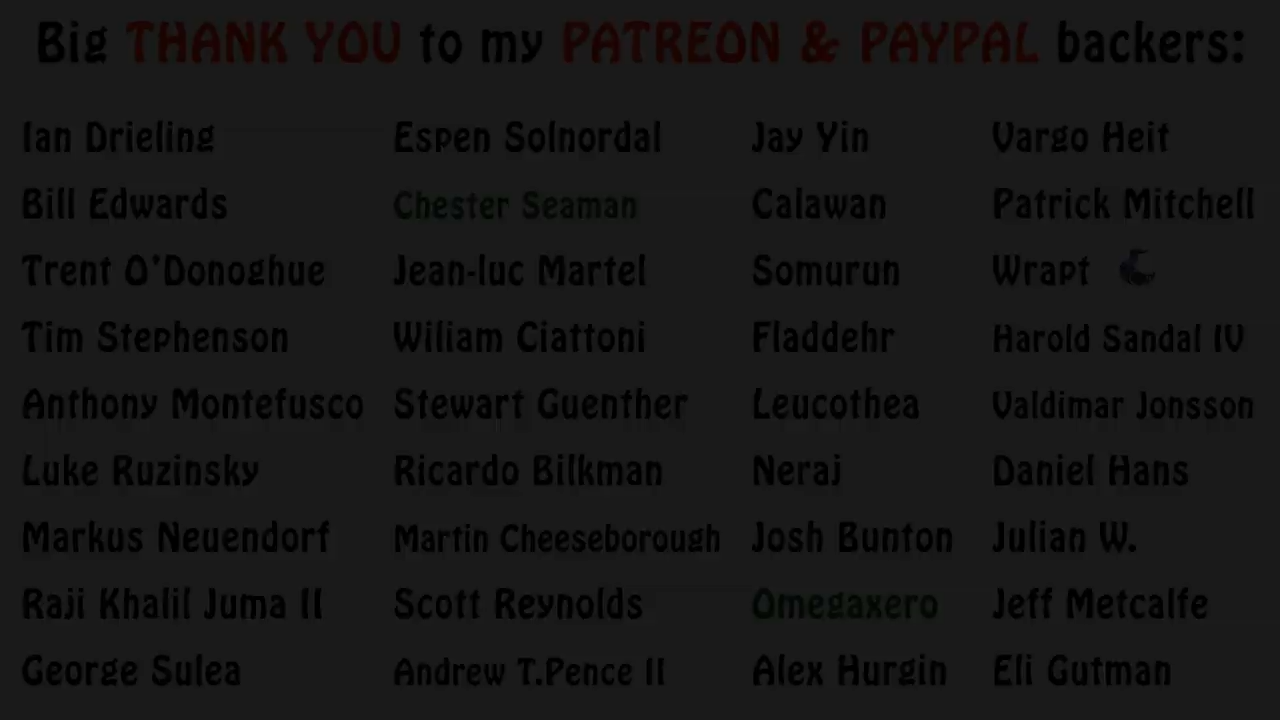 Big THANK YOU to my PATREON & PAYPAL backers:
Ian Drieling Espen Solnordal Jay Yin Vargo Heit
Bill Edwards Chester Seaman Calawan Patrick Mitchell
Trent O'Donoghue Jean-luc Martel Somurun Wrapt
Tim Stephenson Wiliam Ciattoni Fladdehr Harold Sandal IV
Anthony Montefusco Stewart Guenther Leucothea Valdimar Jonsson
Luke Ruzinsky Ricardo Bilkman Neraj Daniel Hans
Markus Neuendorf Martin Cheeseborough Josh Bunton Julian W.
Raji Khalil Juma II Scott Reynolds Omegaxero Jeff Metcalfe
George Sulea Andrew T.Pence II Alex Hurgin Eli Gutman